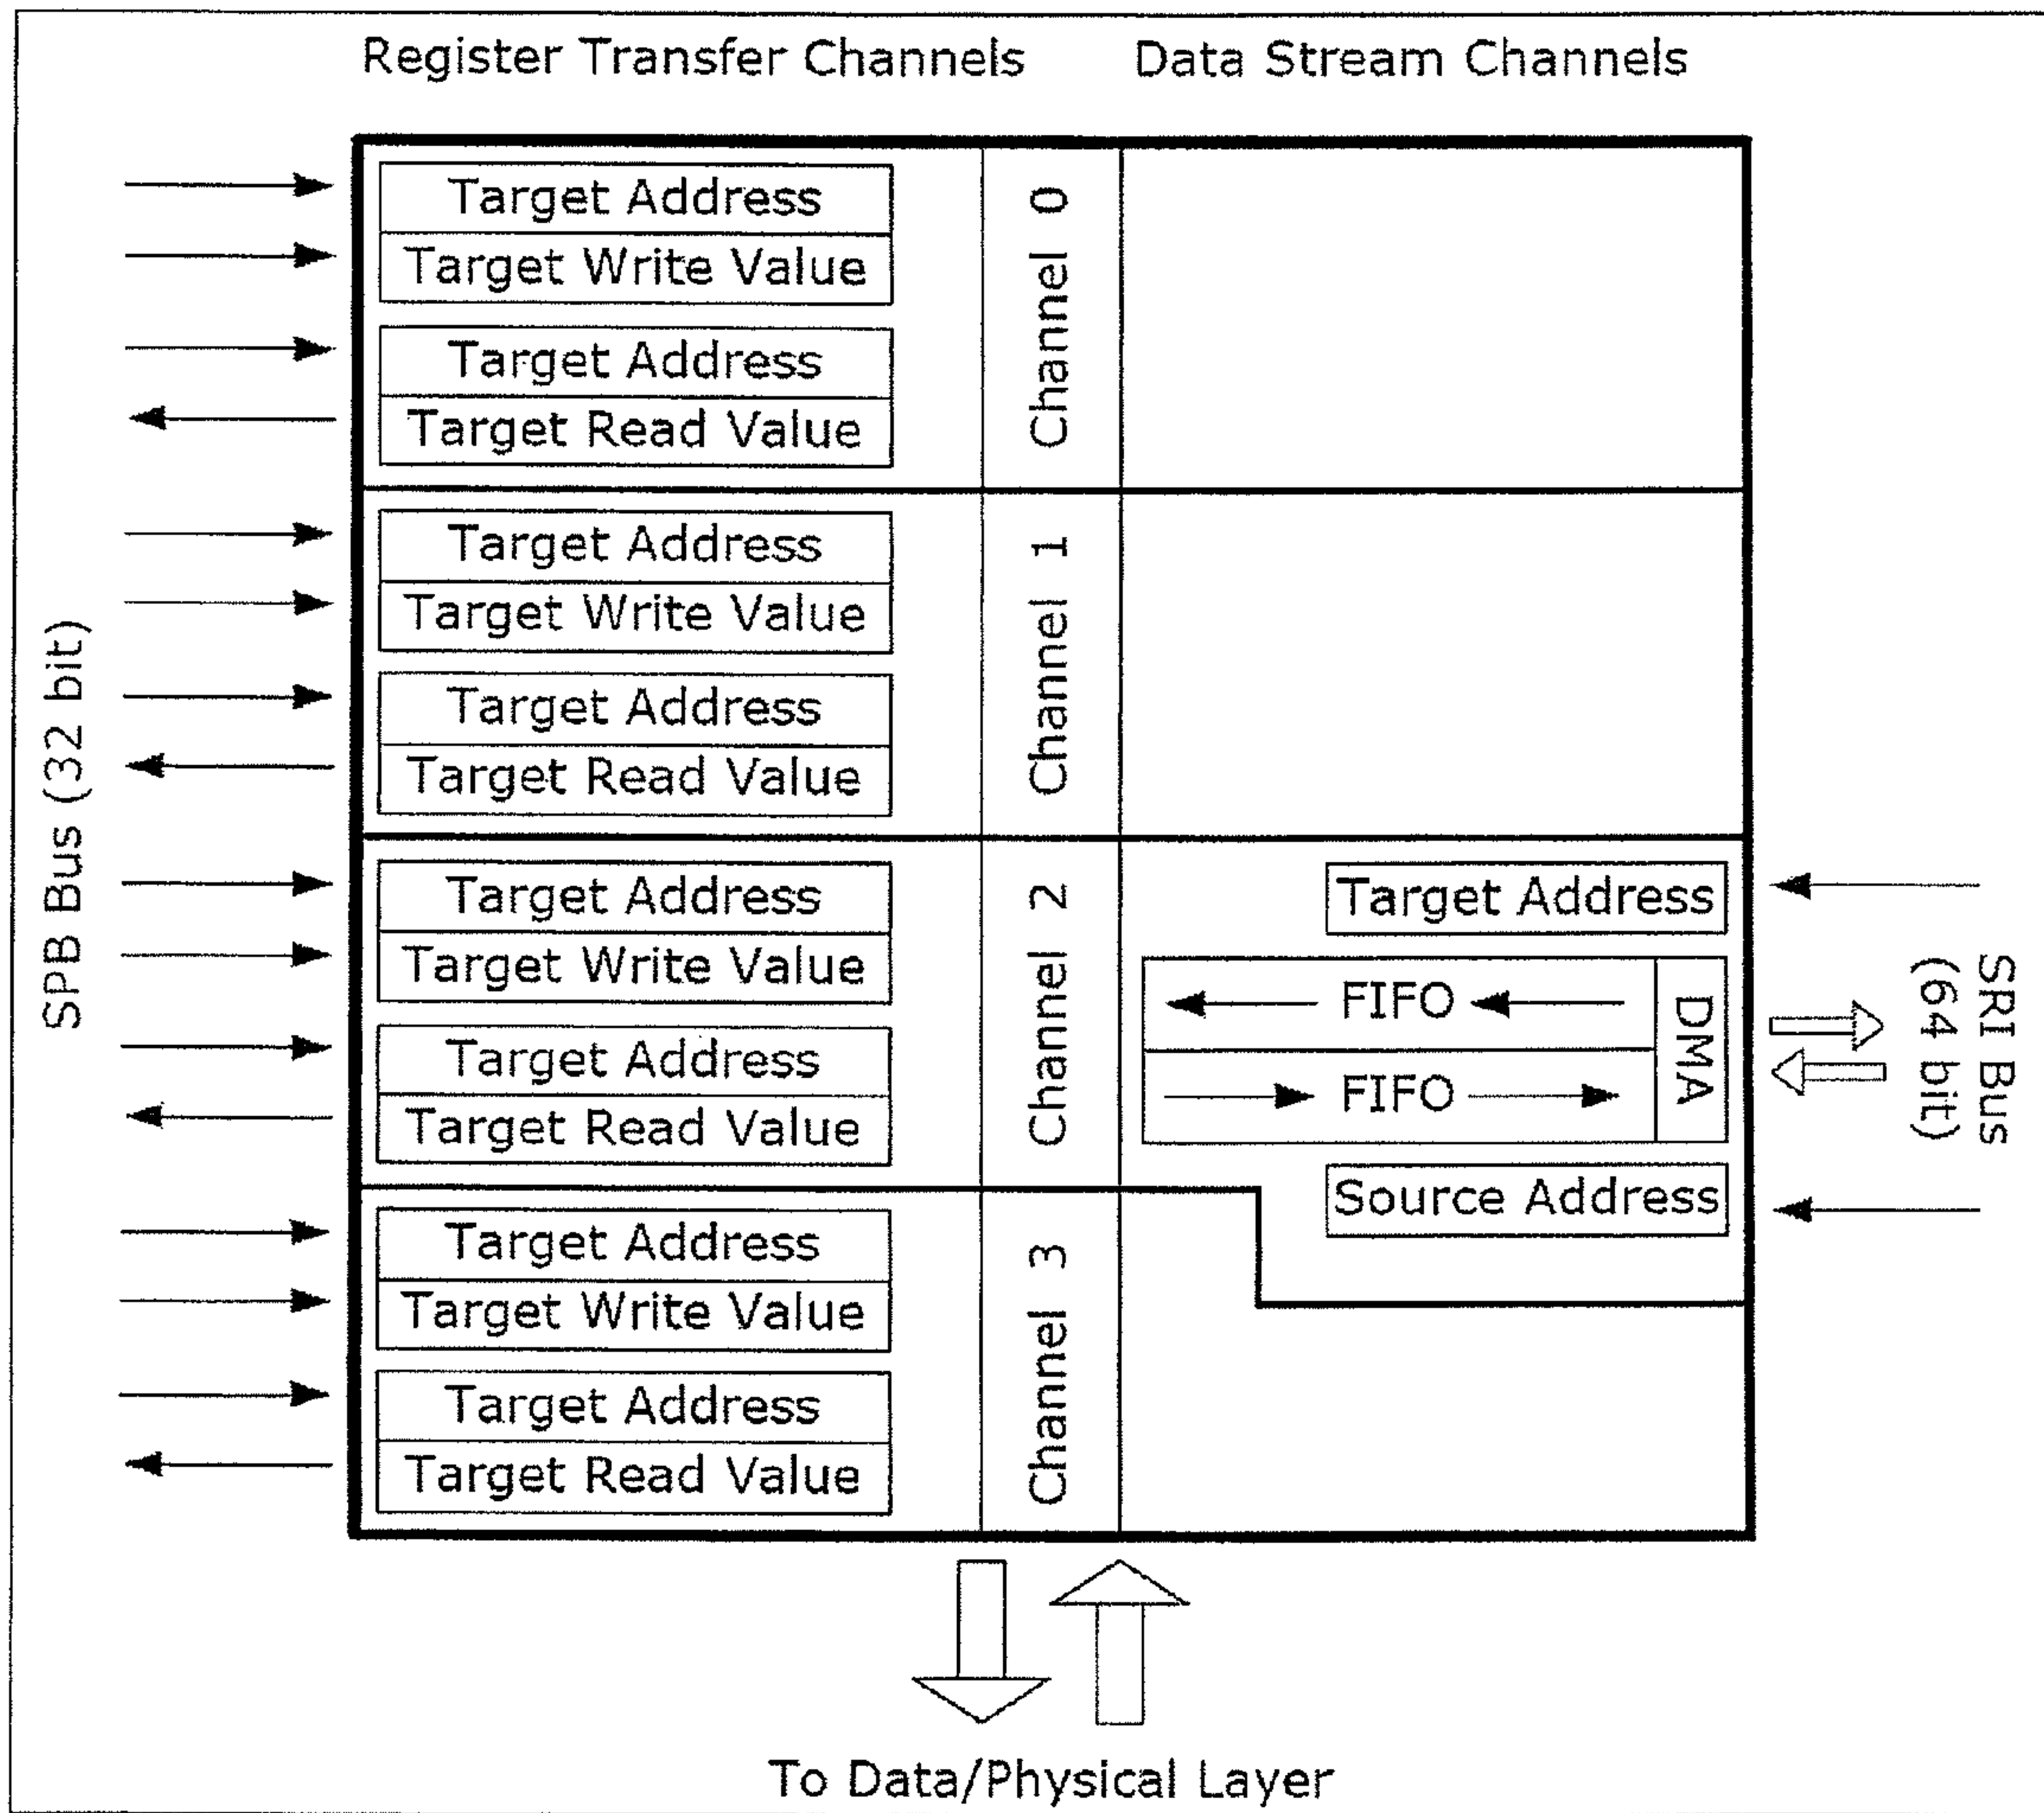 Register Transfer Channels
Data Stream Channels
SPB Bus (32 bit)
Target Address
Target Write Value
Target Address
Target Read Value
Channel 0
Target Address
Target Write Value
Target Address
Target Read Value
Channel 1
Target Address
Target Write Value
Target Address
Target Read Value
Channel 2
Target Address
FIFO
FIFO
DMA
Source Address
SRI Bus
(64 bit)
Target Address
Target Write Value
Target Address
Target Read Value
Channel 3
To Data/Physical Layer